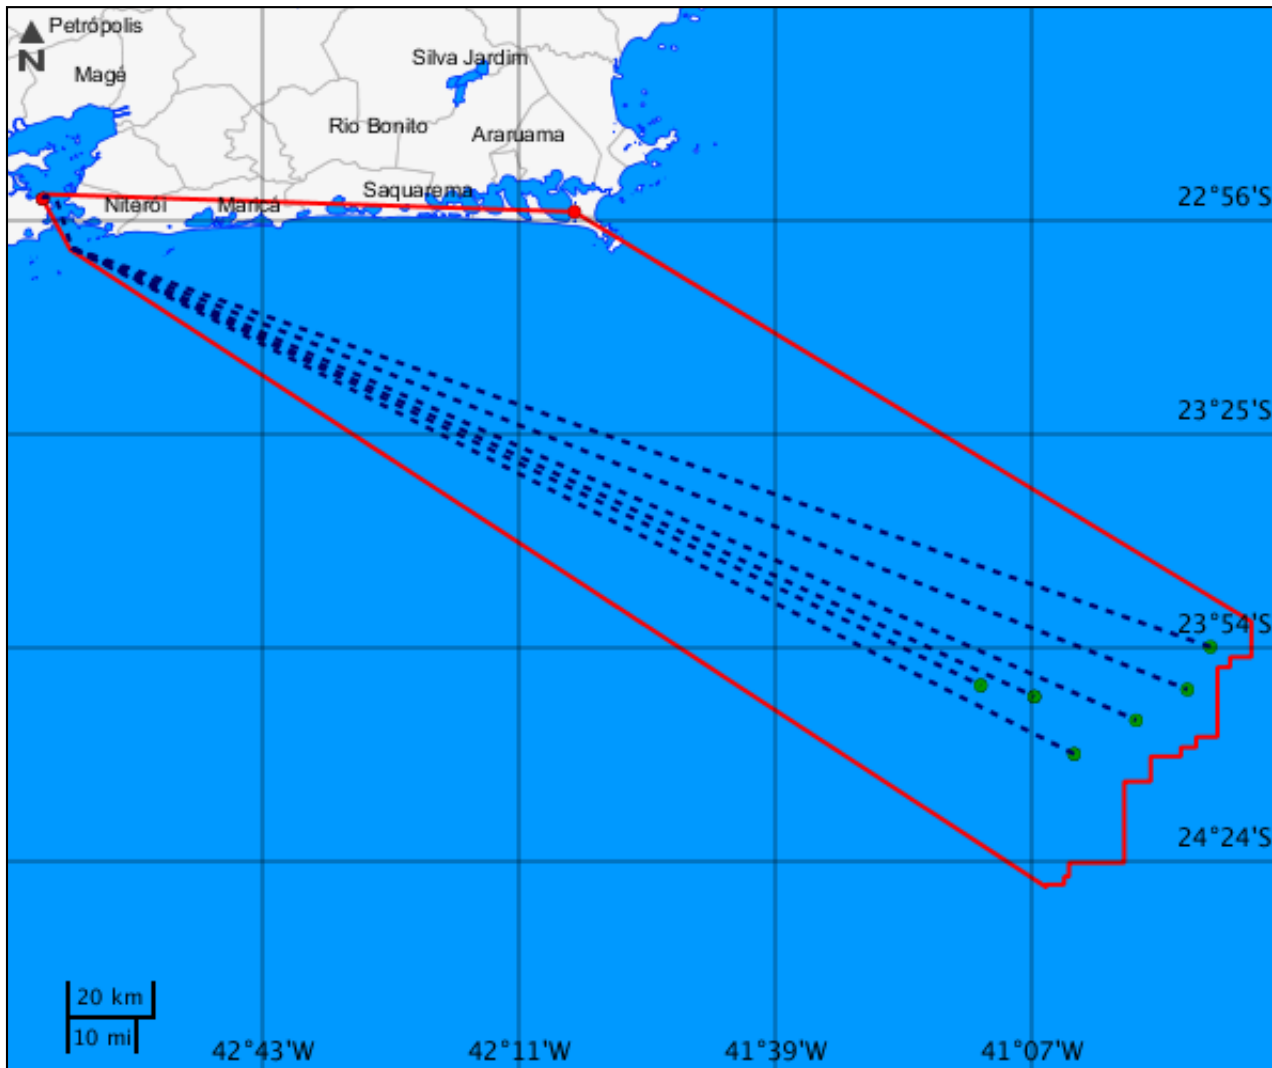 Petrópolis
N
Silva Jardim
Magé
Rio Bonito
Araruama
Saquarema
Niterói
Maricá
22°56'S
23°25'S
23°54'S
24°24'S
20 km
10 mi
42°43'W
42°11'W
41°39'W
41°07'W